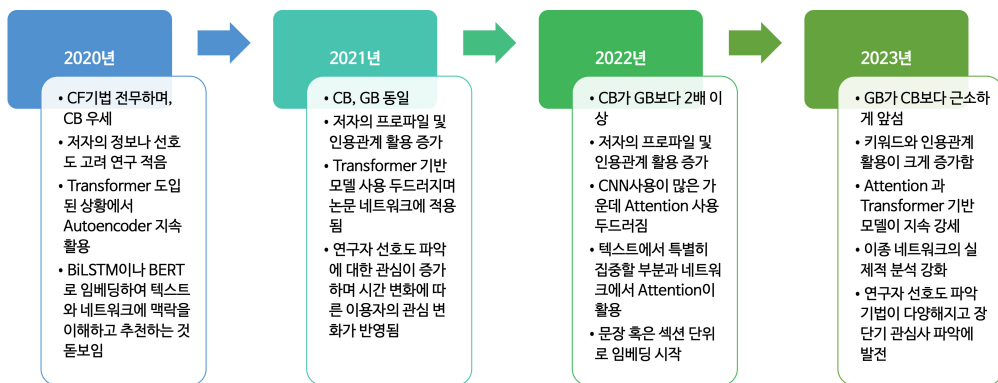 2020년
• CF기법 전무하며,
CB 우세
• 저자의 정보나 선호
도 고려 연구 적음
• Transformer 도입
된 상황에서
Autoencoder 지속
활용
• BiLSTM이나 BERT
로 임베딩하여 텍스트
와 네트워크에 맥락을
이해하고 추천하는 것
돋보임
2021년
• CB, GB 동일
• 저자의 프로파일 및
인용관계 활용 증가
• Transformer 기반
모델 사용 두드러지며
논문 네트워크에 적용
됨
• 연구자 선호도 파악
에 대한 관심이 증가
하며 시간 변화에 따
른 이용자의 관심 변
화가 반영됨
2022년
• CB가 GB보다 2배 이
상
• 저자의 프로파일 및
인용관계 활용 증가
• CNN사용이 많은 가
운데 Attention 사용
두드러짐
• 텍스트에서 특별히
집중할 부분과 네트워
크에서 Attention이
활용
• 문장 혹은 섹션 단위
로 임베딩 시작
2023년
• GB가 CB보다 근소하
게 앞섬
• 키워드와 인용관계
활용이 크게 증가함
• Attention 과
Transformer 기반
모델이 지속 강세
• 이종 네트워크의 실
제적 분석 강화
• 연구자 선호도 파악
기법이 다양해지고 장
단기 관심사 파악에
발전